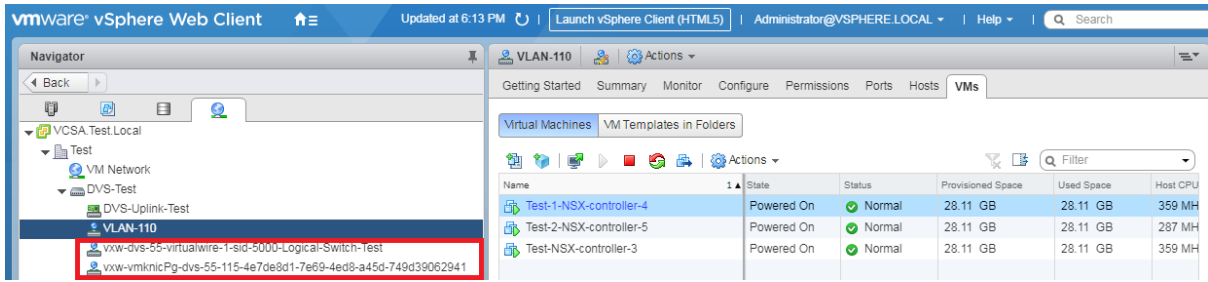 vmware® vSphere Web Client Updated at 6:13 PM | Launch vSphere Client (HTML5) | Administrator@VSPHERE.LOCAL | Help | Search
Navigator
Back
VCSA.Test.Local
Test
VM Network
DVS-Test
DVS-Uplink-Test
VLAN-110
vxw-dvs-55-virtualwire-1-sid-5000-Logical-Switch-Test
vxw-vmknicPg-dvs-55-115-4e7de8d1-7e69-4ed8-a45d-749d39062941
VLAN-110 Actions
Getting Started Summary Monitor Configure Permissions Ports Hosts VMs
Virtual Machines VM Templates in Folders
Actions Filter
Name 1 State Status Provisioned Space Used Space Host CPU
Test-1-NSX-controller-4 Powered On Normal 28.11 GB 28.11 GB 359 MH
Test-2-NSX-controller-5 Powered On Normal 28.11 GB 28.11 GB 287 MH
Test-NSX-controller-3 Powered On Normal 28.11 GB 28.11 GB 359 MH